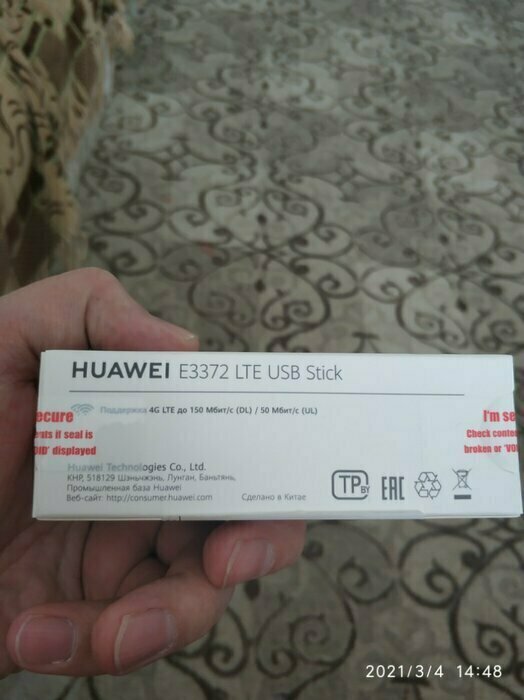 HUAWEI E3372 LTE USB Stick
Поддержка 4G LTE до 150 Мбит/с (DL) / 50 Мбит/с (UL)
ecure
nts if seal is
OID' displayed
I'm se
Check conten
broken or 'VO
Huawei Technologies Co., Ltd.
КНР, 518129 Шэньчжэнь, Лунган, Баньтянь,
Промышленная база Huawei
Веб-сайт: http://consumer.huawei.com
Сделано в Китае
TP BY
EAC
2021/3/4 14:48